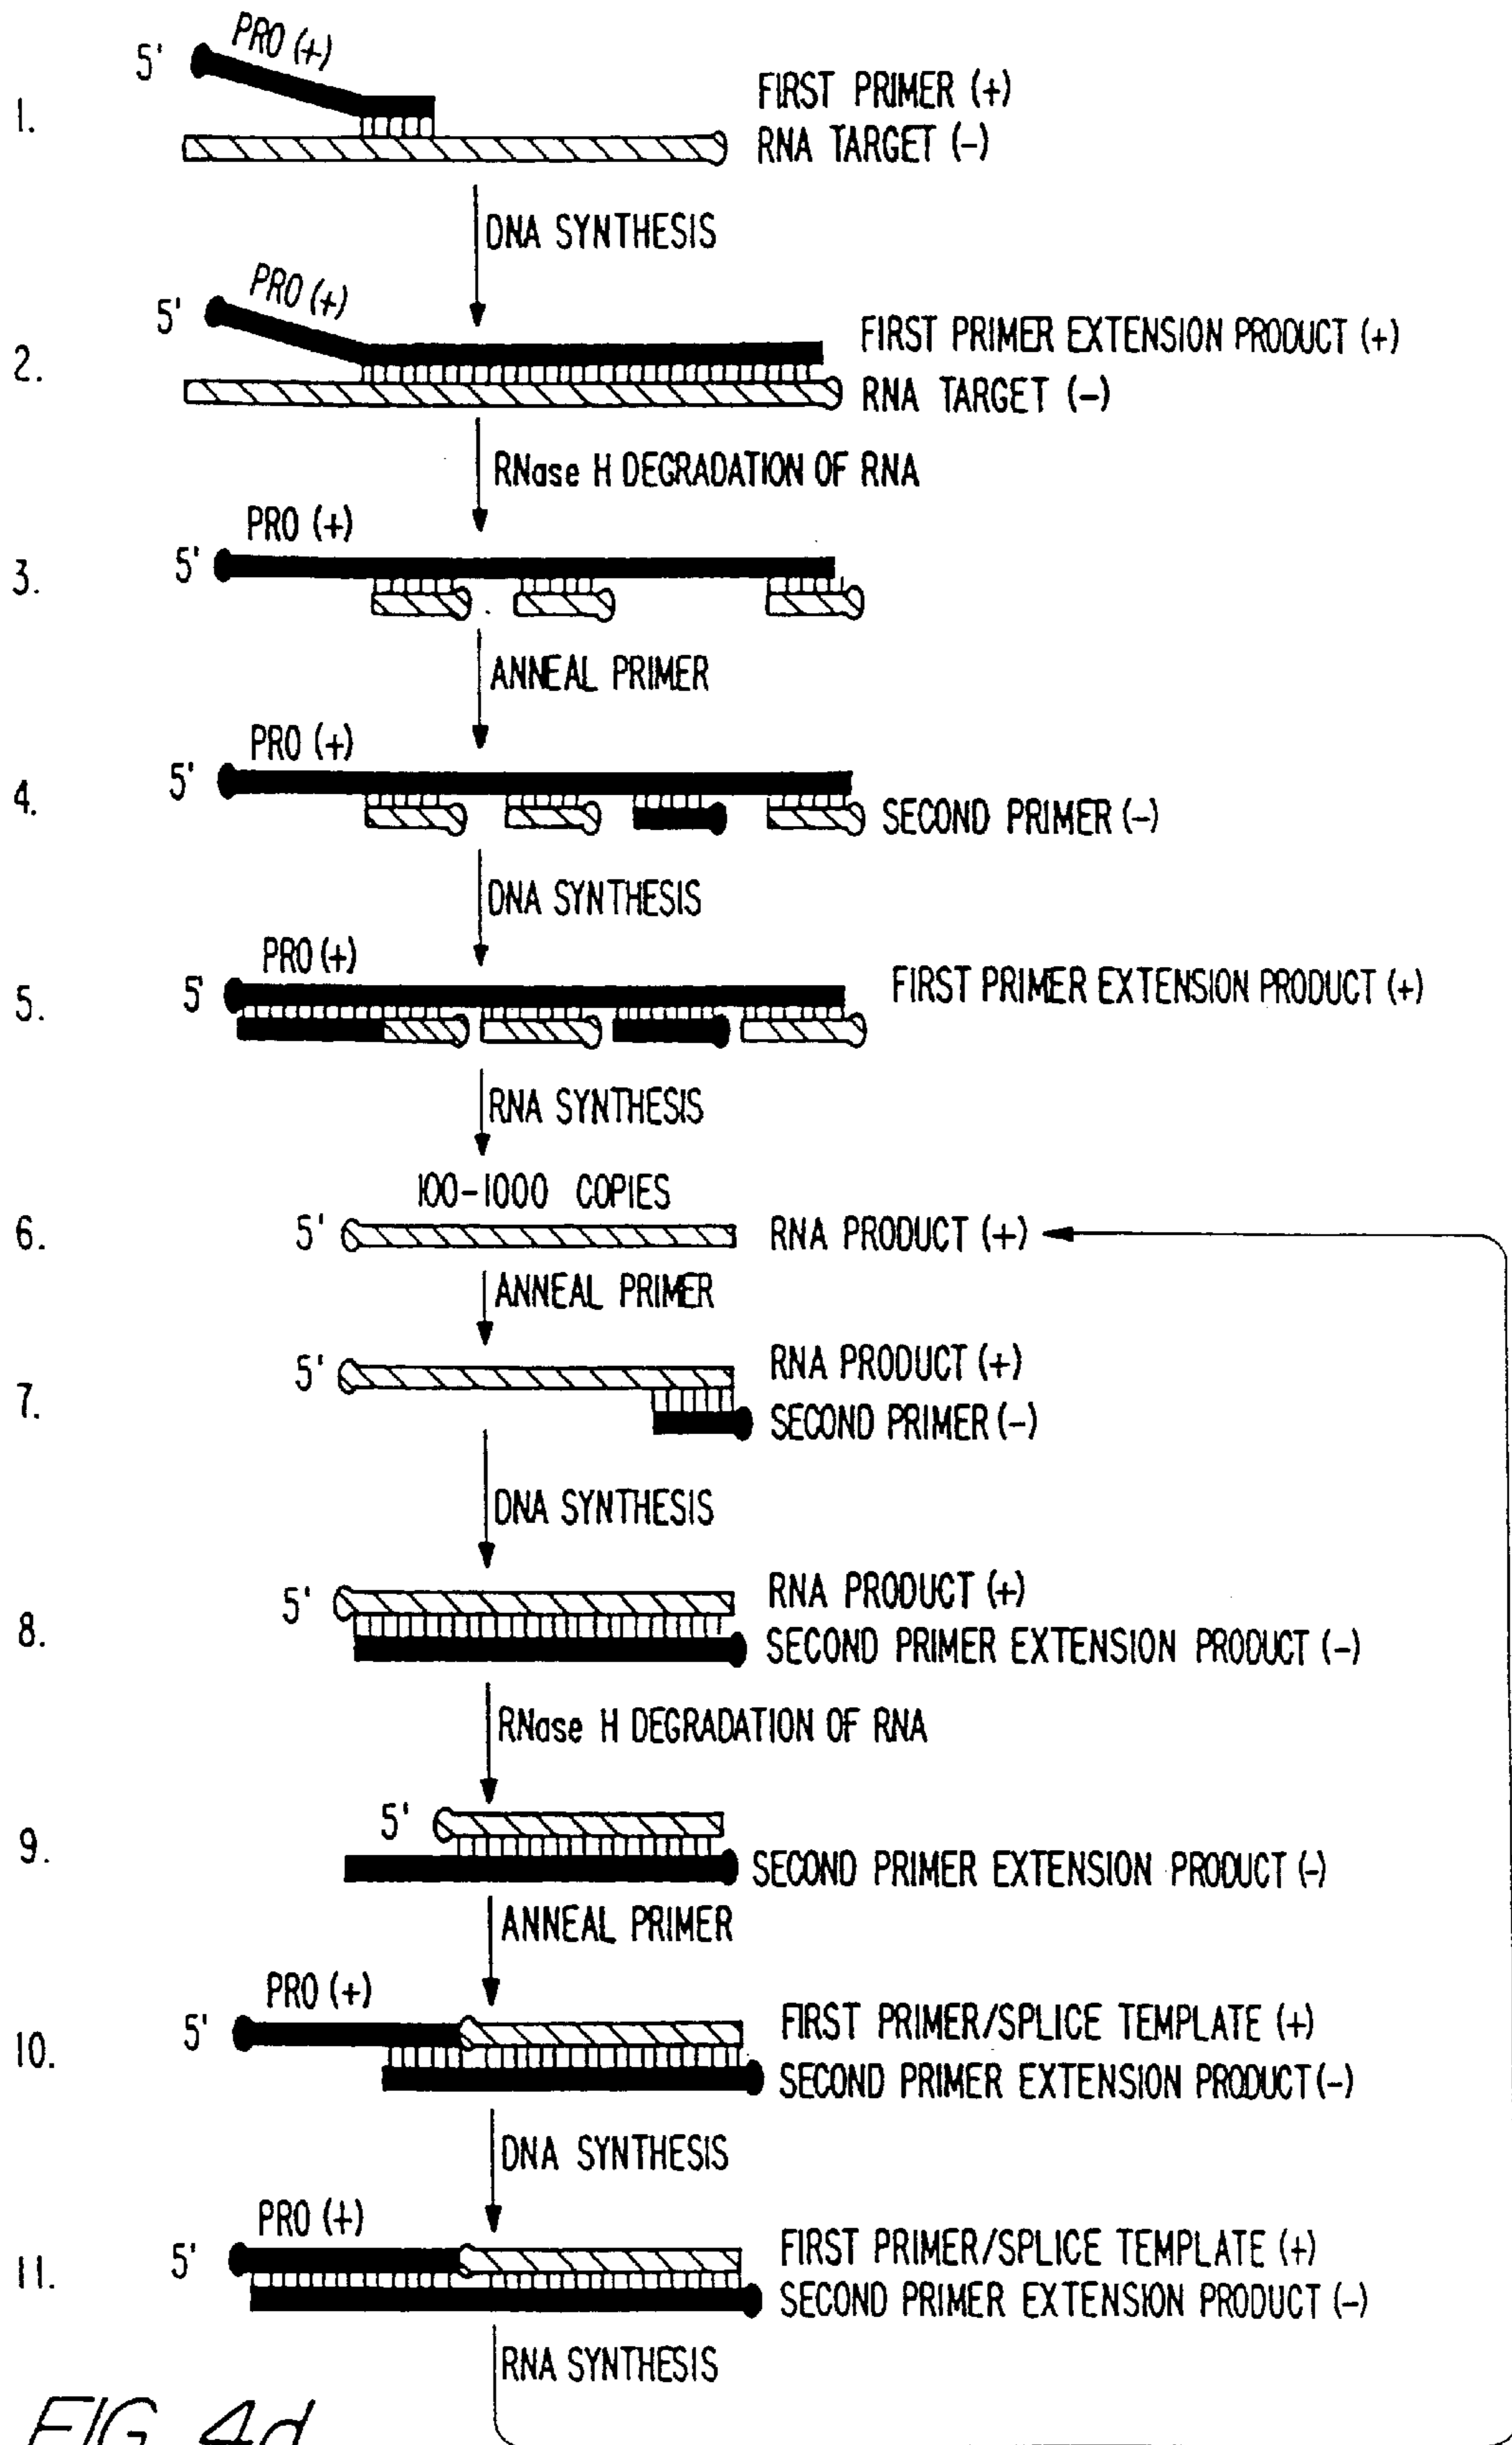 PRO (+)
5'
1.
FIRST PRIMER (+)
RNA TARGET (-)
DNA SYNTHESIS
PRO (+)
5'
2.
FIRST PRIMER EXTENSION PRODUCT (+)
RNA TARGET (-)
RNase H DEGRADATION OF RNA
PRO (+)
5'
3.
ANNEAL PRIMER
PRO (+)
5'
4.
SECOND PRIMER (-)
DNA SYNTHESIS
PRO (+)
5'
5.
FIRST PRIMER EXTENSION PRODUCT (+)
RNA SYNTHESIS
100-1000 COPIES
6.
5'
RNA PRODUCT (+)
ANNEAL PRIMER
5'
RNA PRODUCT (+)
7.
SECOND PRIMER (-)
DNA SYNTHESIS
5'
RNA PRODUCT (+)
8.
SECOND PRIMER EXTENSION PRODUCT (-)
RNase H DEGRADATION OF RNA
5'
9.
SECOND PRIMER EXTENSION PRODUCT (-)
ANNEAL PRIMER
PRO (+)
5'
FIRST PRIMER/SPLICE TEMPLATE (+)
10.
SECOND PRIMER EXTENSION PRODUCT (-)
DNA SYNTHESIS
PRO (+)
5'
FIRST PRIMER/SPLICE TEMPLATE (+)
11.
SECOND PRIMER EXTENSION PRODUCT (-)
RNA SYNTHESIS
FIG. 4d